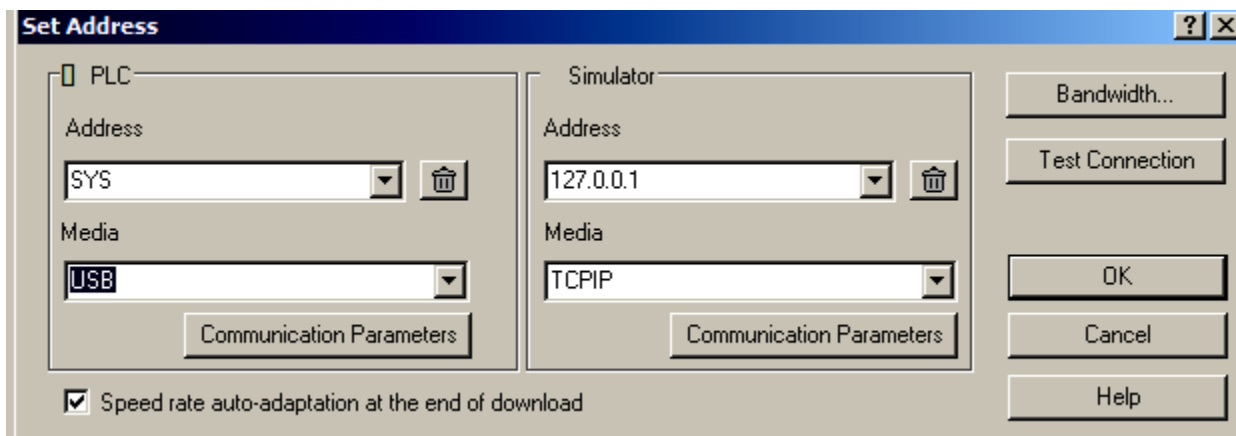 Set Address
PLC
Address
SYS
Media
USB
Communication Parameters
Simulator
Address
127.0.0.1
Media
TCPIP
Communication Parameters
Speed rate auto-adaptation at the end of download
Bandwidth...
Test Connection
OK
Cancel
Help